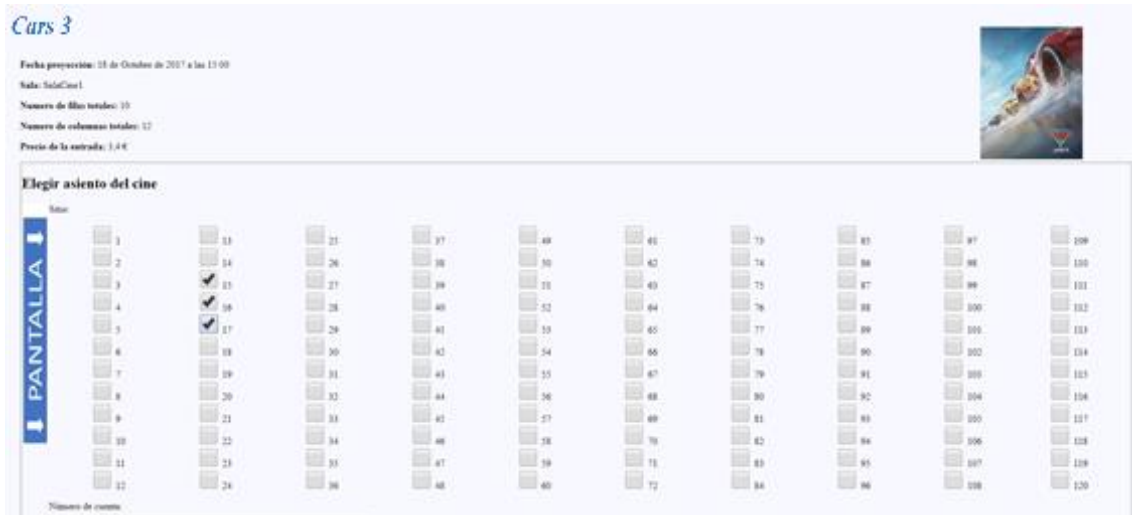 Cars 3
Fecha proyección: 18 de Octubre de 2017 a las 15:00
Sala: SalaCine1
Numero de filas totales: 10
Numero de columnas totales: 12
Precio de la entrada: 3,4 €
Elegir asiento del cine
PANTALLA
1 13 25 37 49 61 73 85 97 109
2 14 26 38 50 62 74 86 98 110
3 15 27 39 51 63 75 87 99 111
4 16 28 40 52 64 76 88 100 112
5 17 29 41 53 65 77 89 101 113
6 18 30 42 54 66 78 90 102 114
7 19 31 43 55 67 79 91 103 115
8 20 32 44 56 68 80 92 104 116
9 21 33 45 57 69 81 93 105 117
10 22 34 46 58 70 82 94 106 118
11 23 35 47 59 71 83 95 107 119
12 24 36 48 60 72 84 96 108 120
Número de cuenta